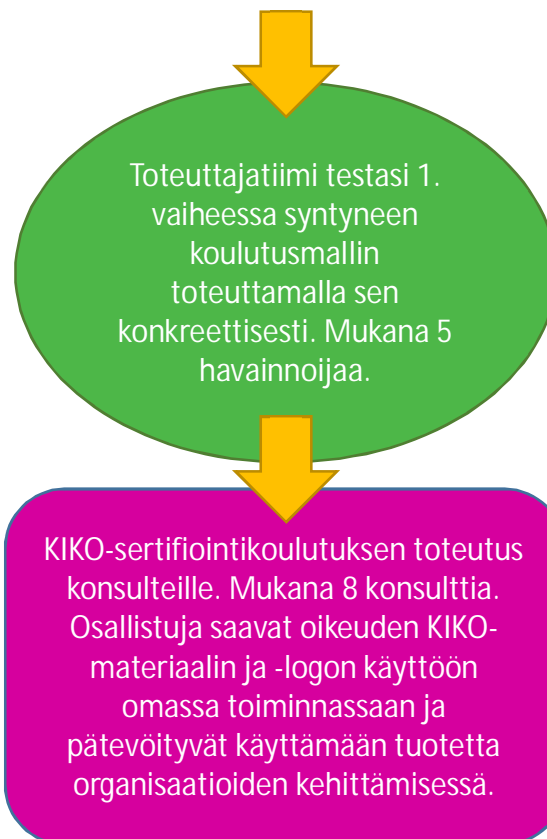 Toteuttajatiimi testasi 1.
vaiheessa syntyneen
koulutusmallin
toteuttamalla sen
konkreettisesti. Mukana 5
havainnoijaa.
KIKO-sertifiointikoulutuksen toteutus
konsulteille. Mukana 8 konsulttia.
Osallistuja saavat oikeuden KIKO-
materiaalin ja -logon käyttöön
omassa toiminnassaan ja
pätevöityvät käyttämään tuotetta
organisaatioiden kehittämisessä.